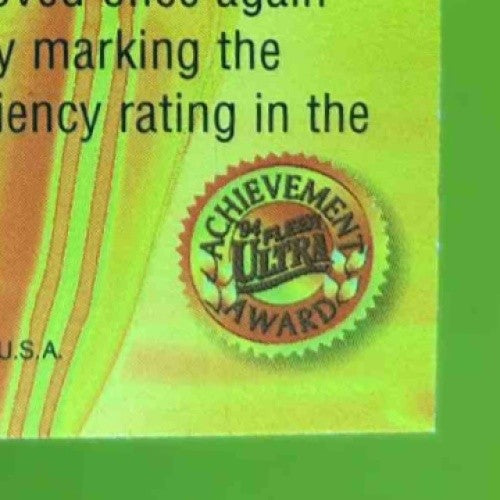 y marking the
iency rating in the
ACHIEVEMENT
'94 FLEER
ULTRA
AWARD
U.S.A.